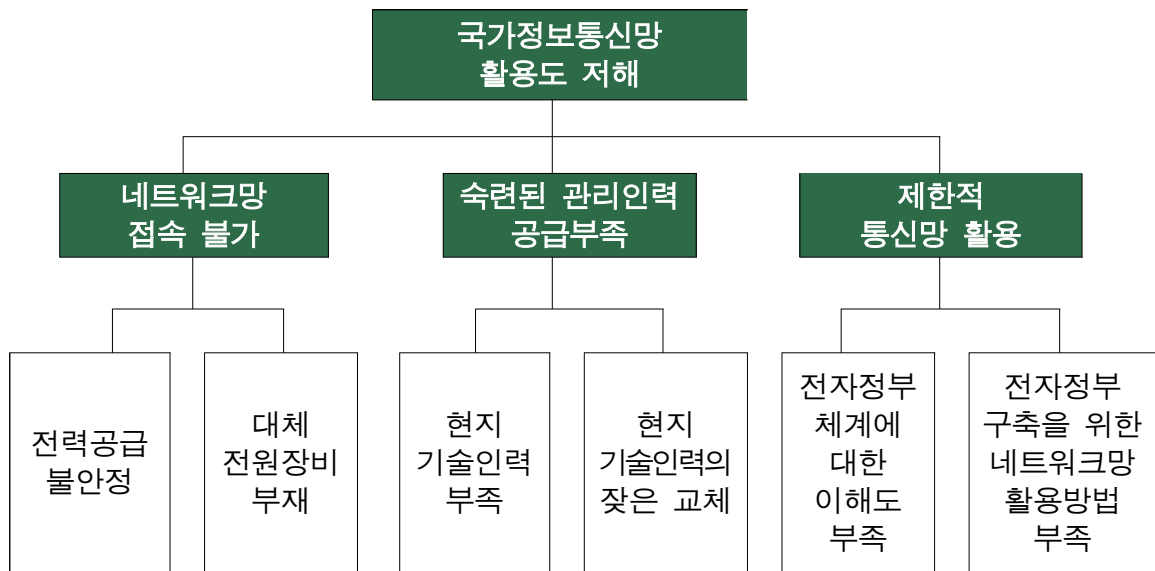 국가정보통신망
활용도 저해
네트워크망
접속 불가
숙련된 관리인력
공급부족
제한적
통신망 활용
전력공급
불안정
대체
전원장비
부재
현지
기술인력
부족
현지
기술인력의
잦은 교체
전자정부
체계에
대한
이해도
부족
전자정부
구축을 위한
네트워크망
활용방법
부족